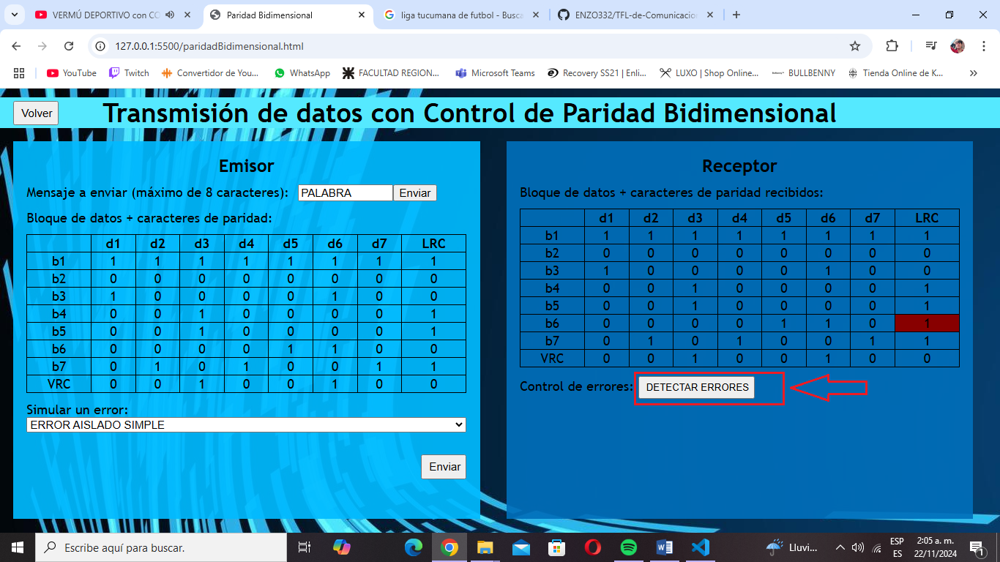 VERMÚ DEPORTIVO con CO
Paridad Bidimensional
liga tucumana de futbol - Busca
ENZO332/TFL-de-Comunicacion
127.0.0.1:5500/paridadBidimensional.html
YouTube Twitch Convertidor de You... WhatsApp FACULTAD REGION... Microsoft Teams Recovery SS21 | Enli... LUXO | Shop Online... BULLBENNY Tienda Online de K...
Volver
Transmisión de datos con Control de Paridad Bidimensional
Emisor
Mensaje a enviar (máximo de 8 caracteres): PALABRA Enviar
Bloque de datos + caracteres de paridad:
d1 d2 d3 d4 d5 d6 d7 LRC
b1 1 1 1 1 1 1 1 1
b2 0 0 0 0 0 0 0 0
b3 1 0 0 0 0 1 0 0
b4 0 0 1 0 0 0 0 1
b5 0 0 1 0 0 0 0 1
b6 0 0 0 0 1 1 0 0
b7 0 1 0 1 0 0 1 1
VRC 0 0 1 0 0 1 0 0
Simular un error:
ERROR AISLADO SIMPLE
Enviar
Receptor
Bloque de datos + caracteres de paridad recibidos:
d1 d2 d3 d4 d5 d6 d7 LRC
b1 1 1 1 1 1 1 1 1
b2 0 0 0 0 0 0 0 0
b3 1 0 0 0 0 1 0 0
b4 0 0 1 0 0 0 0 1
b5 0 0 1 0 0 0 0 1
b6 0 0 0 0 1 1 0 1
b7 0 1 0 1 0 0 1 1
VRC 0 0 1 0 0 1 0 0
Control de errores: DETECTAR ERRORES
Escribe aquí para buscar.
Lluvi...
ESP
ES
2:05 a. m.
22/11/2024
1